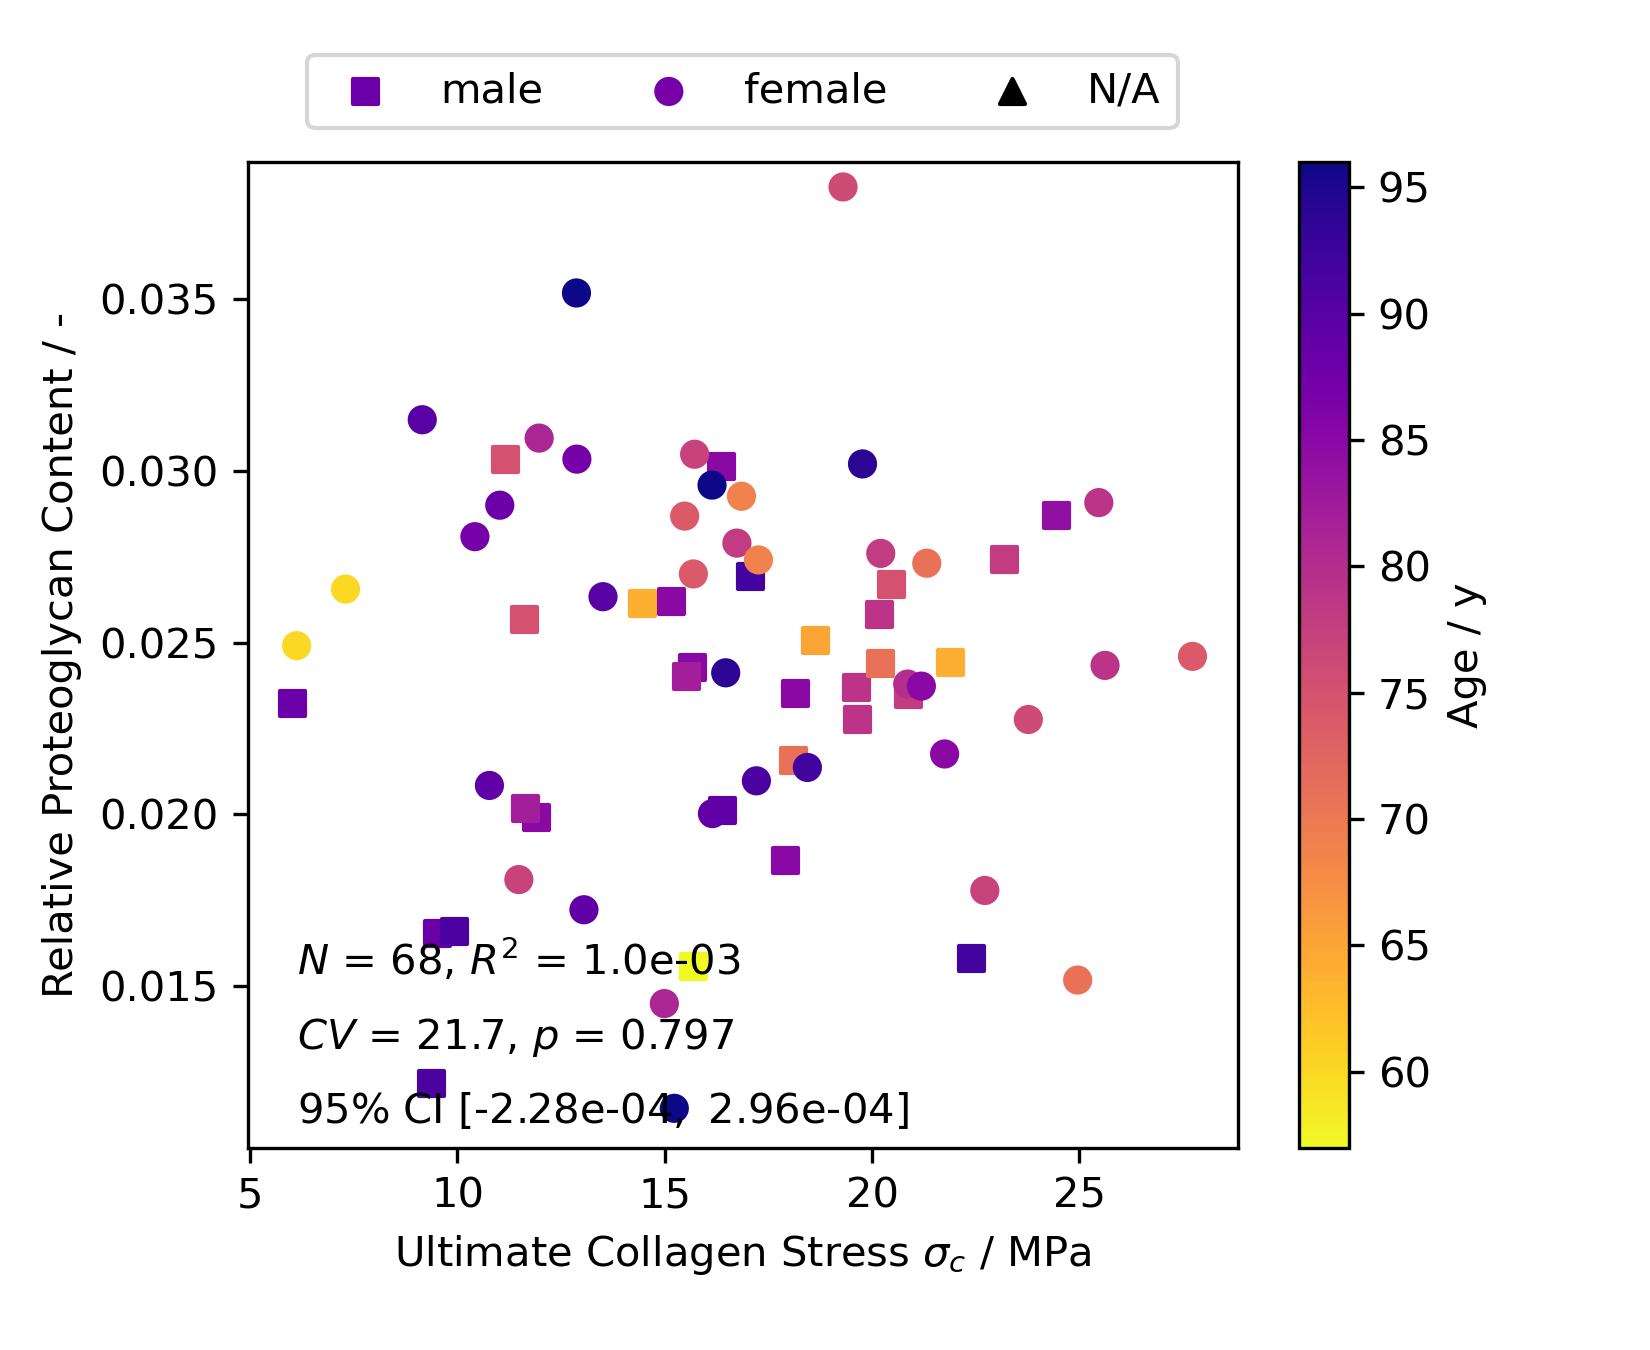 male female N/A
0.035
0.030
0.025
0.020
0.015
Relative Proteoglycan Content / -
N = 68, R² = 1.0e-03
CV = 21.7, p = 0.797
95% CI [-2.28e-04, 2.96e-04]
5 10 15 20 25
Ultimate Collagen Stress σc / MPa
95
90
85
80
75
70
65
60
Age / y